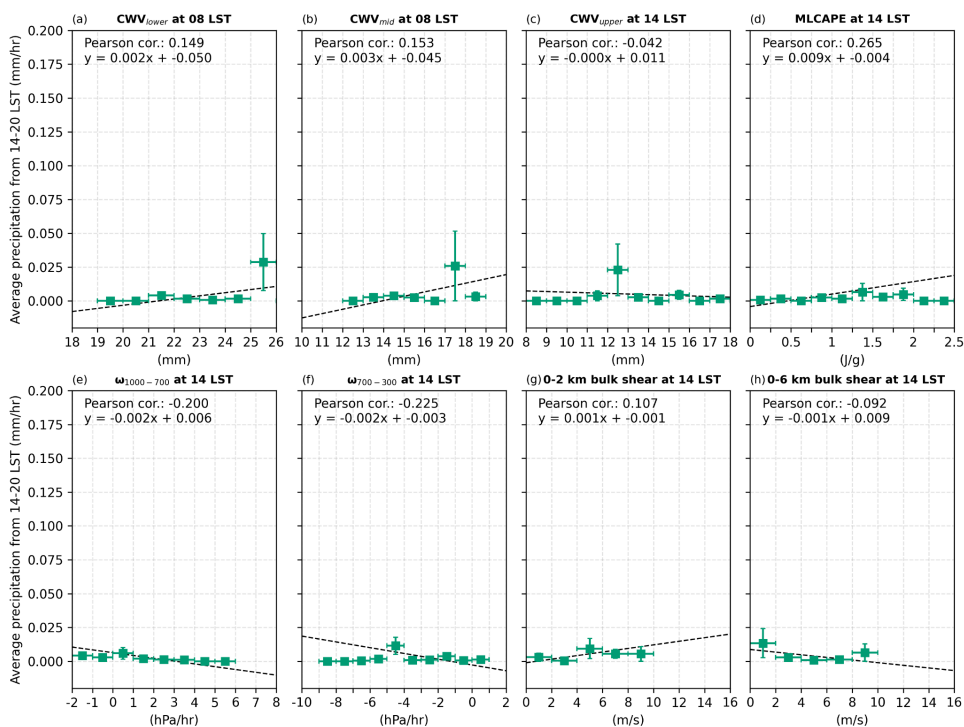 (a) CWVlower at 08 LST
(b) CWVmid at 08 LST
(c) CWVupper at 14 LST
(d) MLCAPE at 14 LST
Average precipitation from 14-20 LST (mm/hr)
0.200
0.175
0.150
0.125
0.100
0.075
0.050
0.025
0.000
Pearson cor.: 0.149
y = 0.002x + -0.050
Pearson cor.: 0.153
y = 0.003x + -0.045
Pearson cor.: -0.042
y = -0.000x + 0.011
Pearson cor.: 0.265
y = 0.009x + -0.004
18 19 20 21 22 23 24 25 26
(mm)
10 11 12 13 14 15 16 17 18 19 20
(mm)
8 9 10 11 12 13 14 15 16 17 18
(mm)
0 0.5 1.0 1.5 2.0 2.5
(J/g)
(e) ω1000−700 at 14 LST
(f) ω700−300 at 14 LST
(g) 0-2 km bulk shear at 14 LST
(h) 0-6 km bulk shear at 14 LST
Average precipitation from 14-20 LST (mm/hr)
0.200
0.175
0.150
0.125
0.100
0.075
0.050
0.025
0.000
Pearson cor.: -0.200
y = -0.002x + 0.006
Pearson cor.: -0.225
y = -0.002x + -0.003
Pearson cor.: 0.107
y = 0.001x + -0.001
Pearson cor.: -0.092
y = -0.001x + 0.009
-2 -1 0 1 2 3 4 5 6 7 8
(hPa/hr)
-10 -8 -6 -4 -2 0 2
(hPa/hr)
0 2 4 6 8 10 12 14 16
(m/s)
0 2 4 6 8 10 12 14 16
(m/s)